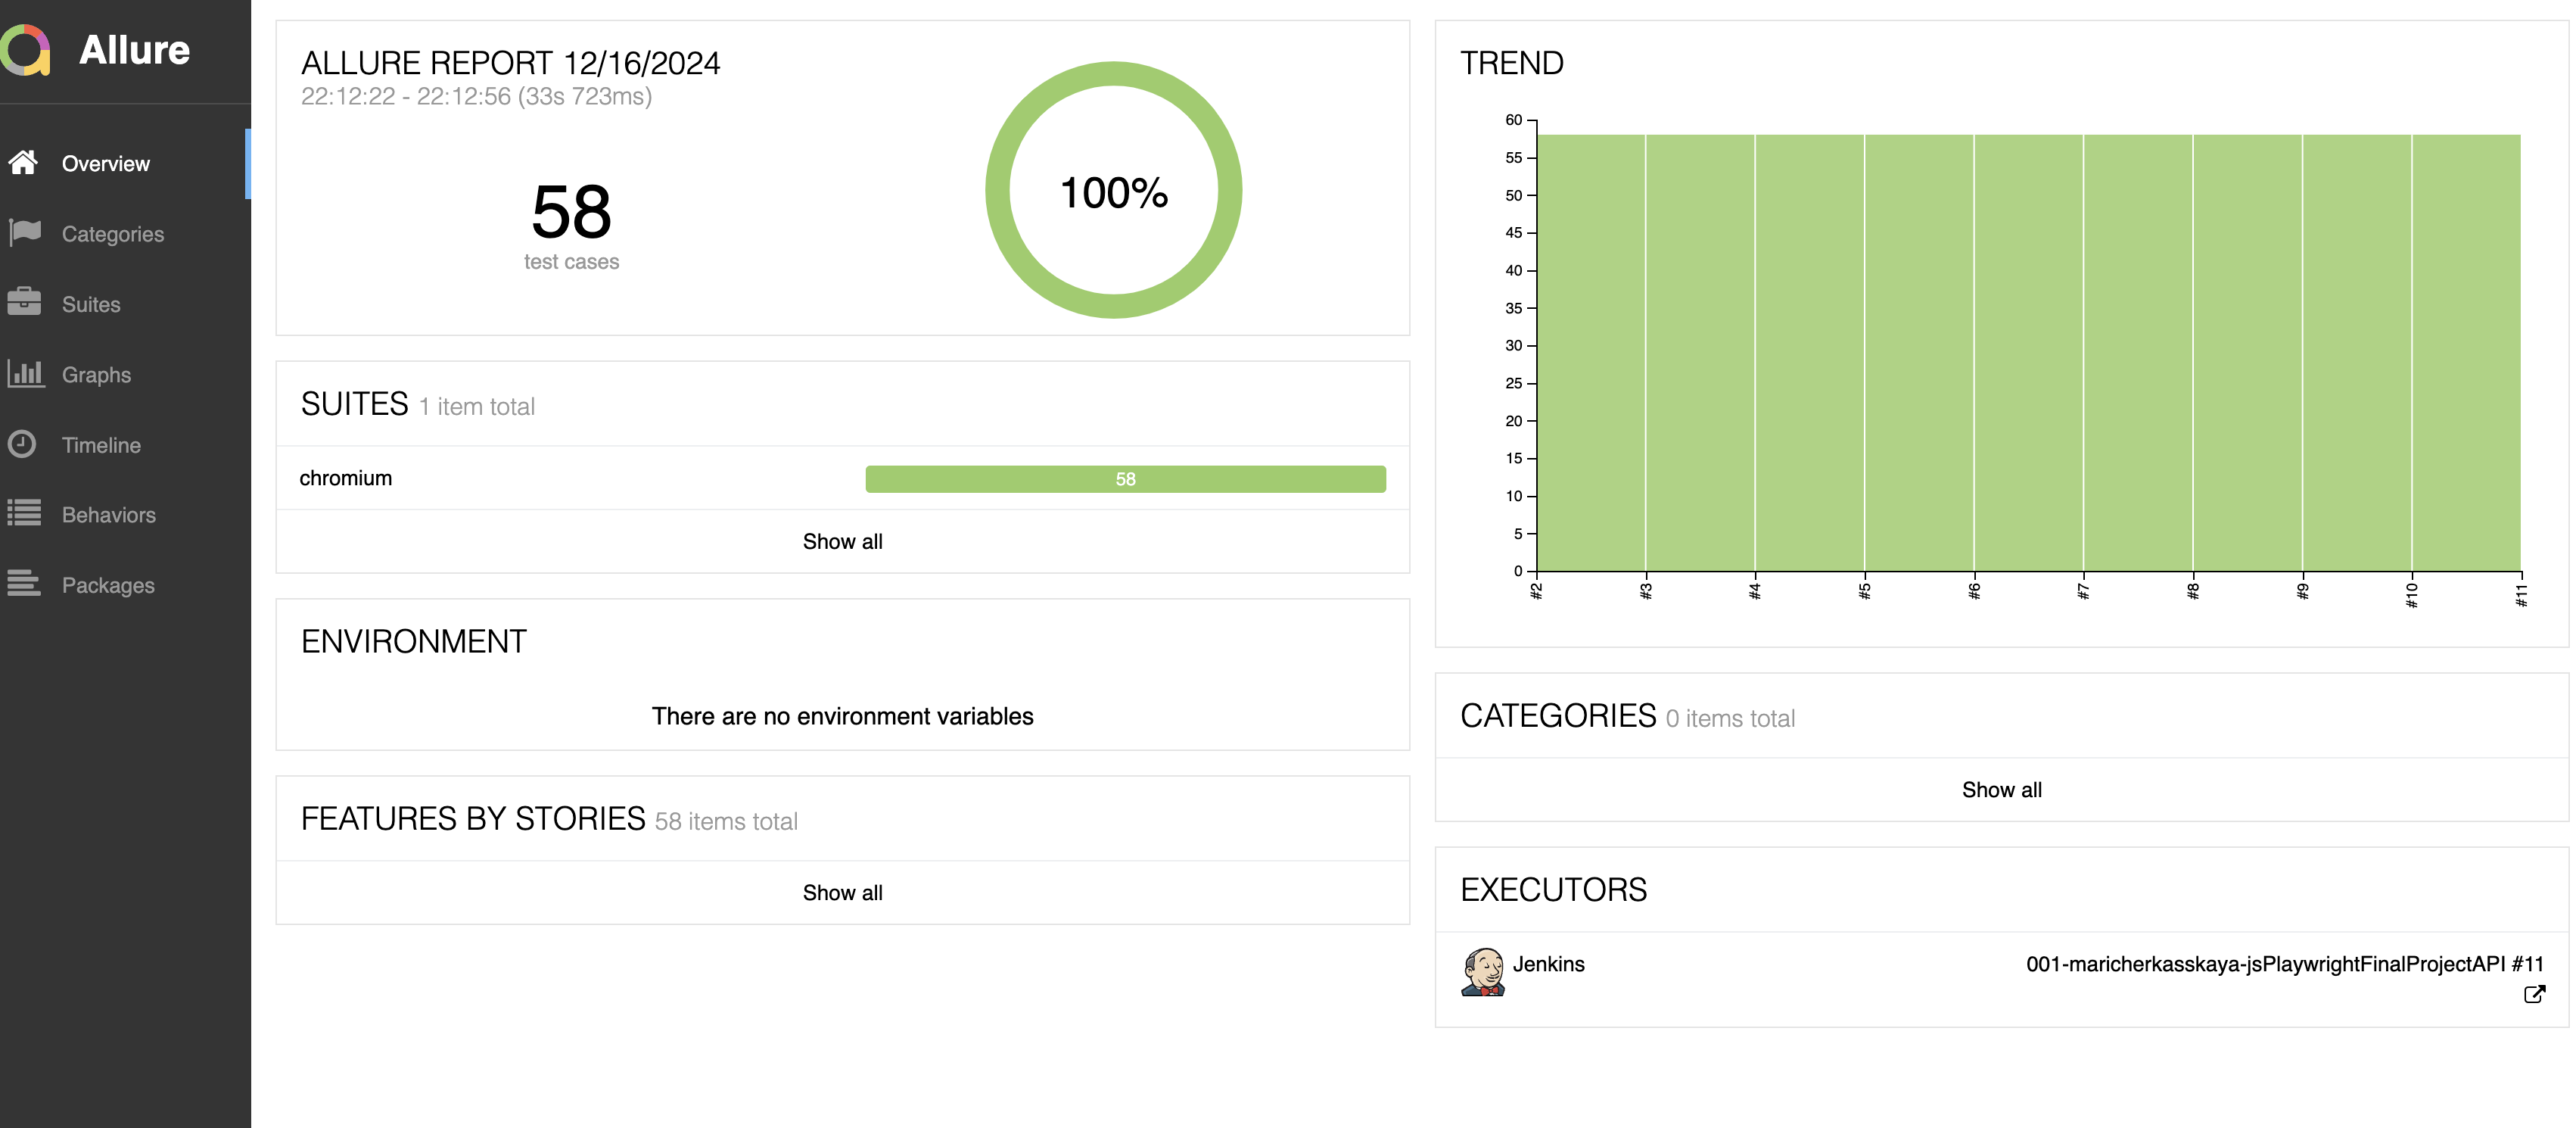 Allure
Overview
Categories
Suites
Graphs
Timeline
Behaviors
Packages
ALLURE REPORT 12/16/2024
22:12:22 - 22:12:56 (33s 723ms)
58
test cases
100%
SUITES 1 item total
chromium 58
Show all
ENVIRONMENT
There are no environment variables
FEATURES BY STORIES 58 items total
Show all
TREND
60
55
50
45
40
35
30
25
20
15
10
5
0
#2 #3 #4 #5 #6 #7 #8 #9 #10 #11
CATEGORIES 0 items total
Show all
EXECUTORS
Jenkins 001-maricherkasskaya-jsPlaywrightFinalProjectAPI #11